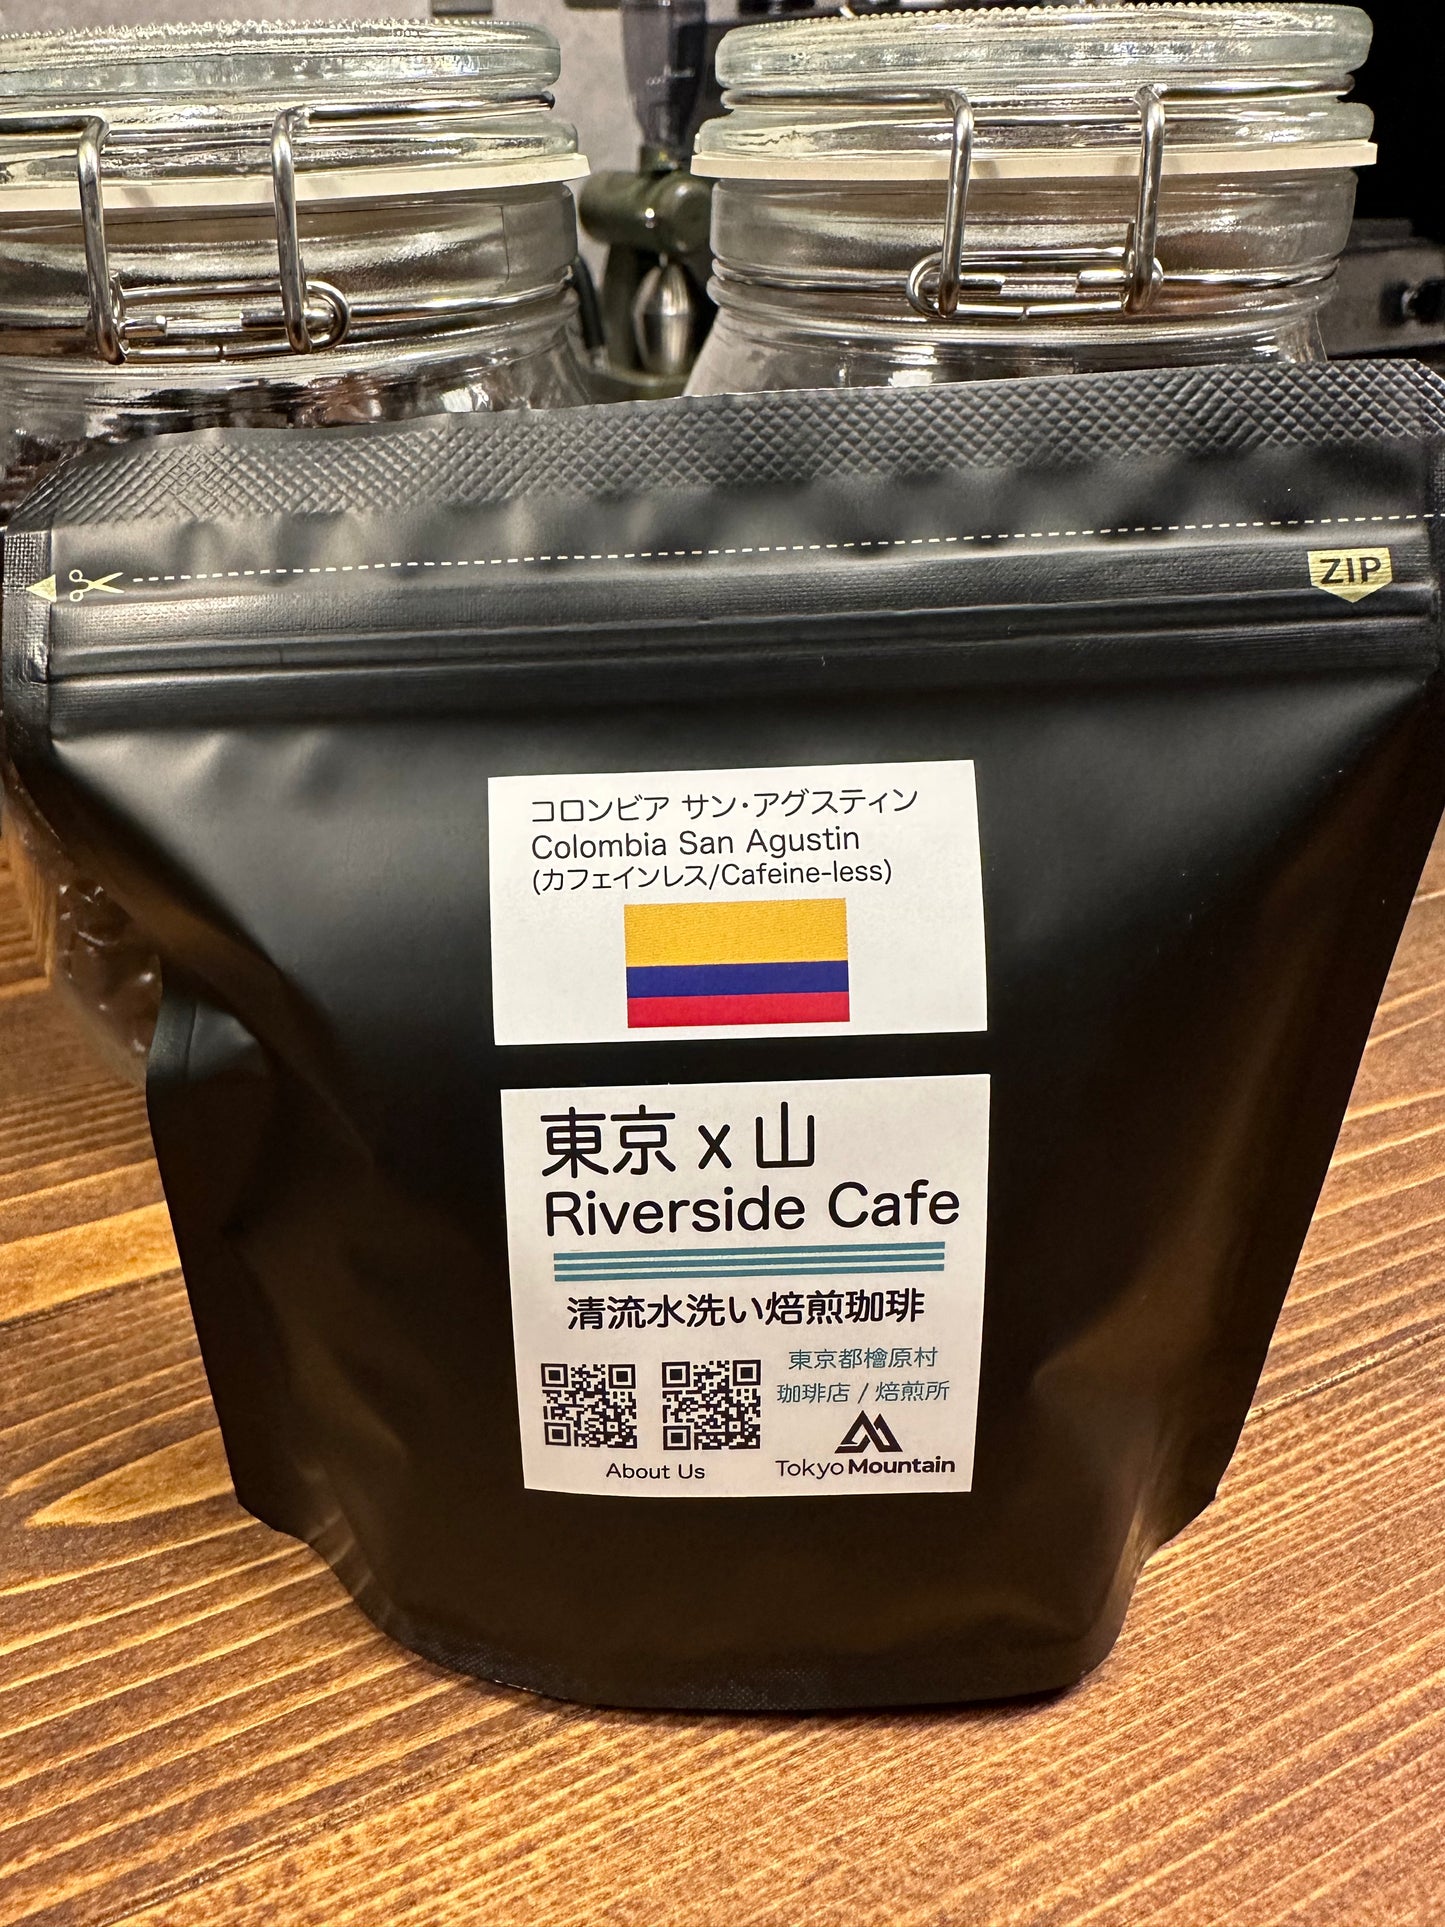 ZIP
コロンビア サン・アグスティン
Colombia San Agustin
(カフェインレス/Cafeine-less)
東京 x 山
Riverside Cafe
清流水洗い焙煎珈琲
東京都檜原村
珈琲店 / 焙煎所
About Us
Tokyo Mountain